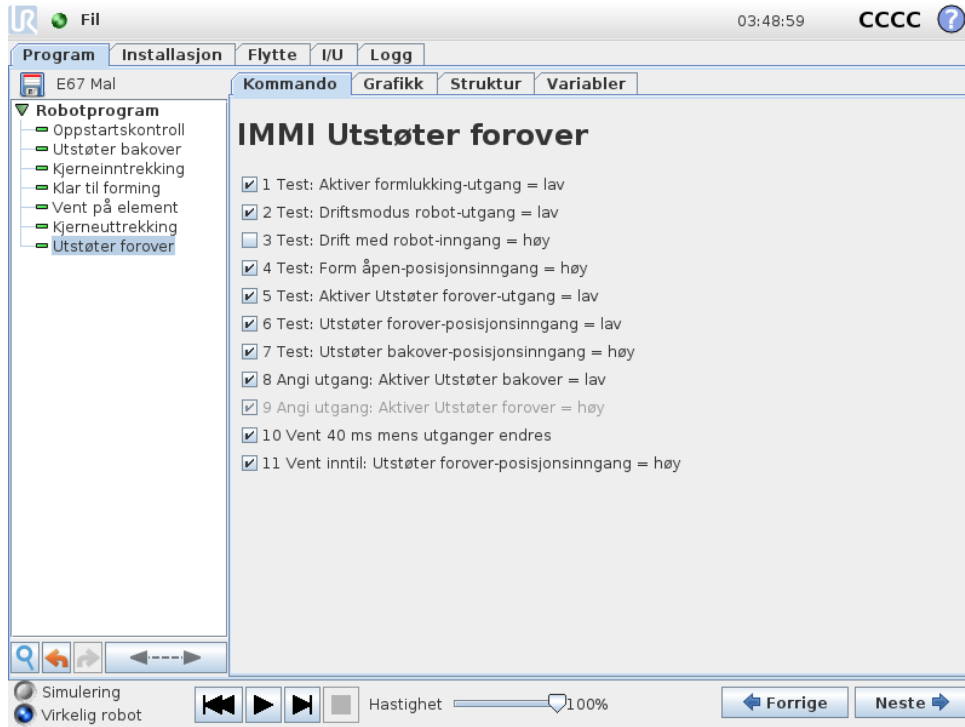 UR Fil 03:48:59 CCCC ?
Program Installasjon Flytte I/U Logg
E67 Mal Kommando Grafikk Struktur Variabler
Robotprogram
Oppstartskontroll
Utstøter bakover
Kjerneinntrekking
Klar til forming
Vent på element
Kjerneuttrekking
Utstøter forover
IMMI Utstøter forover
1 Test: Aktiver formlukking-utgang = lav
2 Test: Driftsmodus robot-utgang = lav
3 Test: Drift med robot-inngang = høy
4 Test: Form åpen-posisjonsinngang = høy
5 Test: Aktiver Utstøter forover-utgang = lav
6 Test: Utstøter forover-posisjonsinngang = lav
7 Test: Utstøter bakover-posisjonsinngang = høy
8 Angi utgang: Aktiver Utstøter bakover = lav
9 Angi utgang: Aktiver Utstøter forover = høy
10 Vent 40 ms mens utganger endres
11 Vent inntil: Utstøter forover-posisjonsinngang = høy
Simulering
Virkelig robot
Hastighet 100% Forrige Neste